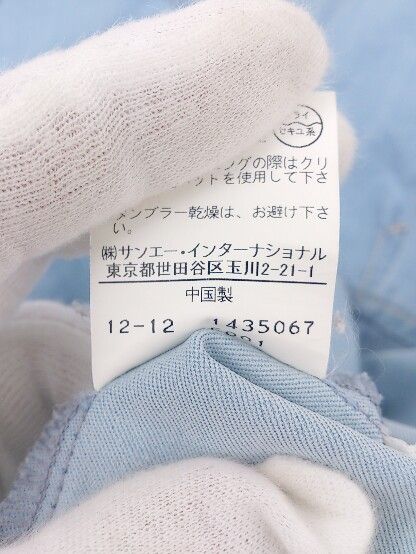 ライ
セキユ系
ングの際はクリ
ットを使用して下さ
タンブラー乾燥は、お避け下さ
い。
㈱サンエー・インターナショナル
東京都世田谷区玉川2-21-1
中国製
12-12 1435067